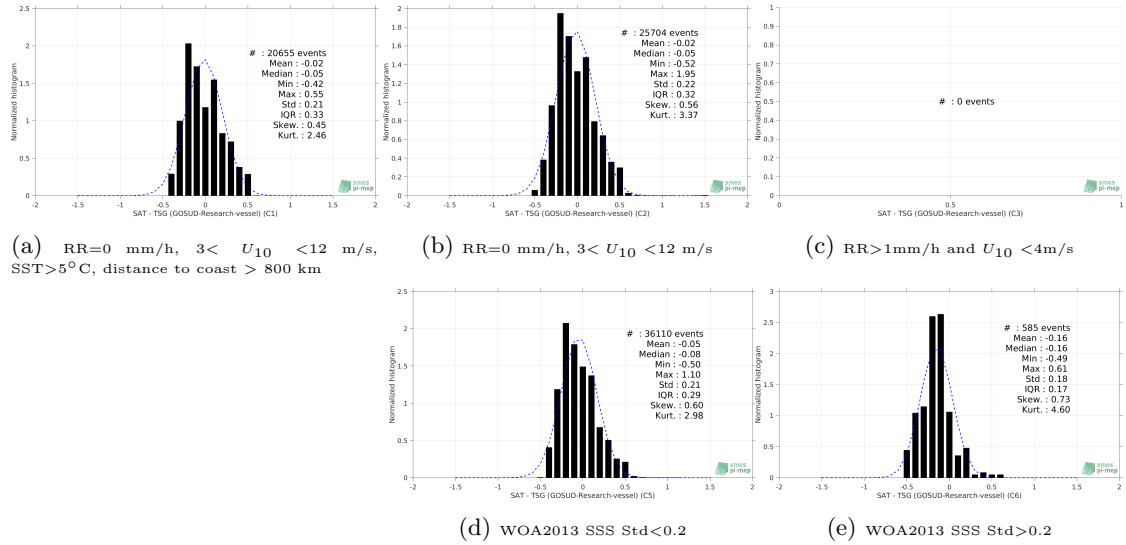 2.5
2
1.5
1
0.5
0
-2
-1.5
-1
-0.5
0
0.5
1
1.5
2
Normalized histogram
# : 20655 events
Mean : -0.02
Median : -0.05
Min : -0.42
Max : 0.55
Std : 0.21
IQR : 0.33
Skew. : 0.45
Kurt. : 2.46
smos
pi-mep
SAT - TSG (GOSUD-Research-vessel) (C1)
(a) RR=0 mm/h, 3< U10 <12 m/s,
SST>5°C, distance to coast > 800 km
2
1.8
1.6
1.4
1.2
1
0.8
0.6
0.4
0.2
0
-2
-1.5
-1
-0.5
0
0.5
1
1.5
2
Normalized histogram
# : 25704 events
Mean : -0.02
Median : -0.05
Min : -0.52
Max : 1.95
Std : 0.22
IQR : 0.32
Skew. : 0.56
Kurt. : 3.37
smos
pi-mep
SAT - TSG (GOSUD-Research-vessel) (C2)
(b) RR=0 mm/h, 3< U10 <12 m/s
1
0.9
0.8
0.7
0.6
0.5
0.4
0.3
0.2
0.1
0
0
0.5
1
Normalized histogram
# : 0 events
smos
pi-mep
SAT - TSG (GOSUD-Research-vessel) (C3)
(c) RR>1mm/h and U10 <4m/s
2.5
2
1.5
1
0.5
0
-2
-1.5
-1
-0.5
0
0.5
1
1.5
2
Normalized histogram
# : 36110 events
Mean : -0.05
Median : -0.08
Min : -0.50
Max : 1.10
Std : 0.21
IQR : 0.29
Skew. : 0.60
Kurt. : 2.98
smos
pi-mep
SAT - TSG (GOSUD-Research-vessel) (C5)
(d) WOA2013 SSS Std<0.2
3
2.5
2
1.5
1
0.5
0
-2
-1.5
-1
-0.5
0
0.5
1
1.5
2
Normalized histogram
# : 585 events
Mean : -0.16
Median : -0.16
Min : -0.49
Max : 0.61
Std : 0.18
IQR : 0.17
Skew. : 0.73
Kurt. : 4.60
smos
pi-mep
SAT - TSG (GOSUD-Research-vessel) (C6)
(e) WOA2013 SSS Std>0.2